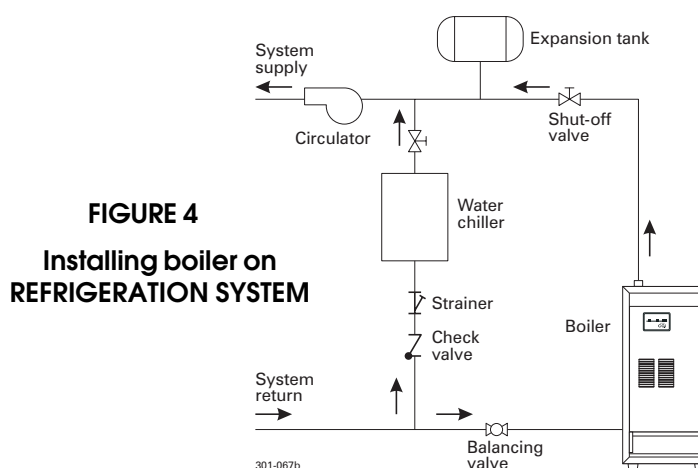 System
supply
Expansion tank
Circulator
Shut-off
valve
FIGURE 4
Installing boiler on
REFRIGERATION SYSTEM
Water
chiller
Strainer
Boiler
Check
valve
System
return
Balancing
valve
301-067b